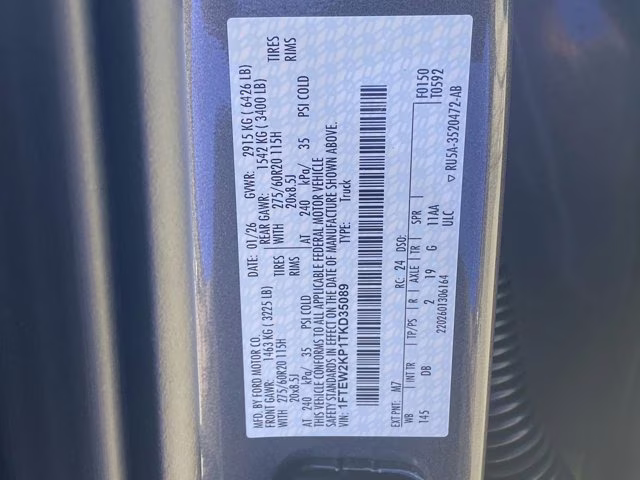 MFD. BY FORD MOTOR CO.
DATE: 01/26 GVWR: 2915 KG ( 6426 LB)
FRONT GAWR: 1463 KG ( 3225 LB) REAR GAWR: 1542 KG ( 3400 LB)
WITH 275/60R20 115H TIRES WITH 275/60R20 115H TIRES
20x8.5J RIMS 20x8.5J RIMS
AT 240 kPa/ 35 PSI COLD AT 240 kPa/ 35 PSI COLD
THIS VEHICLE CONFORMS TO ALL APPLICABLE FEDERAL MOTOR VEHICLE
SAFETY STANDARDS IN EFFECT ON THE DATE OF MANUFACTURE SHOWN ABOVE.
VIN: 1FTEW2KP1TKD35089 TYPE: Truck
F0150
T0592
EXT PNT: M7 RC: 24 DSO:
WB INT TR TP/PS R AXLE TR SPR
145 DB 2 19 G 11AA
ULC
2202601306164 ▽ RU5A-3520472-AB